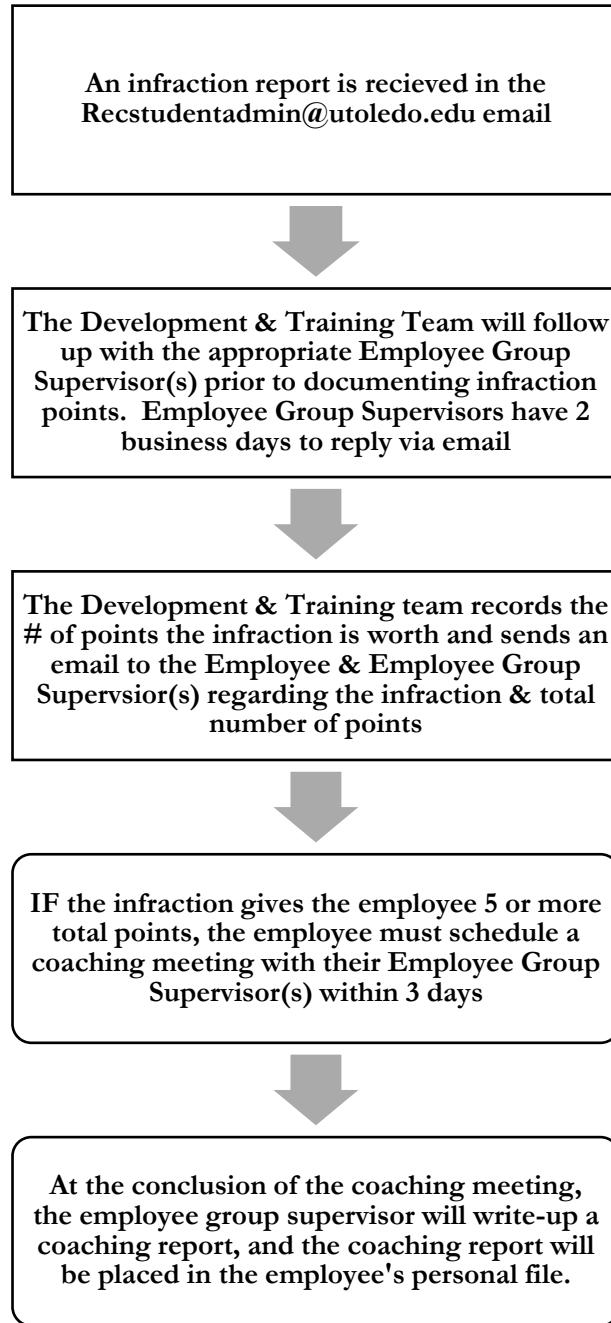 An infraction report is recieved in the
Recstudentadmin@utoledo.edu email
The Development & Training Team will follow
up with the appropriate Employee Group
Supervisor(s) prior to documenting infraction
points.  Employee Group Supervisors have 2
business days to reply via email
The Development & Training team records the
# of points the infraction is worth and sends an
email to the Employee & Employee Group
Supervsior(s) regarding the infraction & total
number of points
IF the infraction gives the employee 5 or more
total points, the employee must schedule a
coaching meeting with their Employee Group
Supervisor(s) within 3 days
At the conclusion of the coaching meeting,
the employee group supervisor will write-up a
coaching report, and the coaching report will
be placed in the employee's personal file.